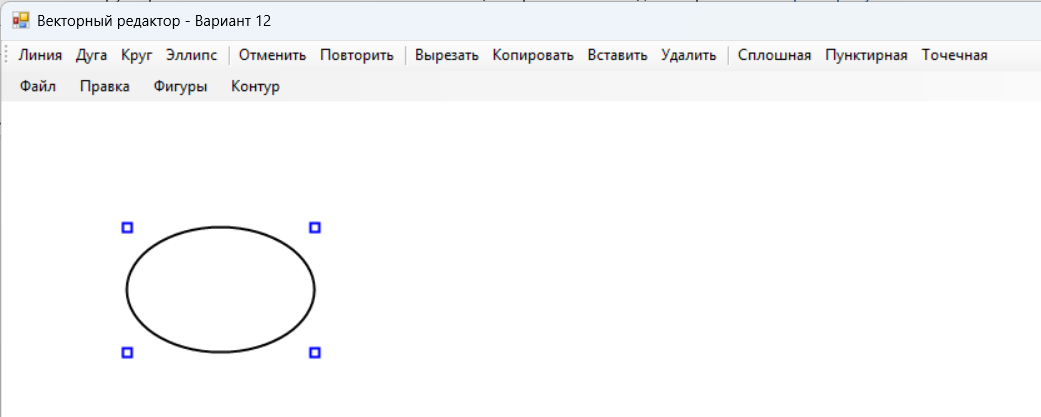 Векторный редактор - Вариант 12
Линия Дуга Круг Эллипс Отменить Повторить Вырезать Копировать Вставить Удалить Сплошная Пунктирная Точечная
Файл Правка Фигуры Контур